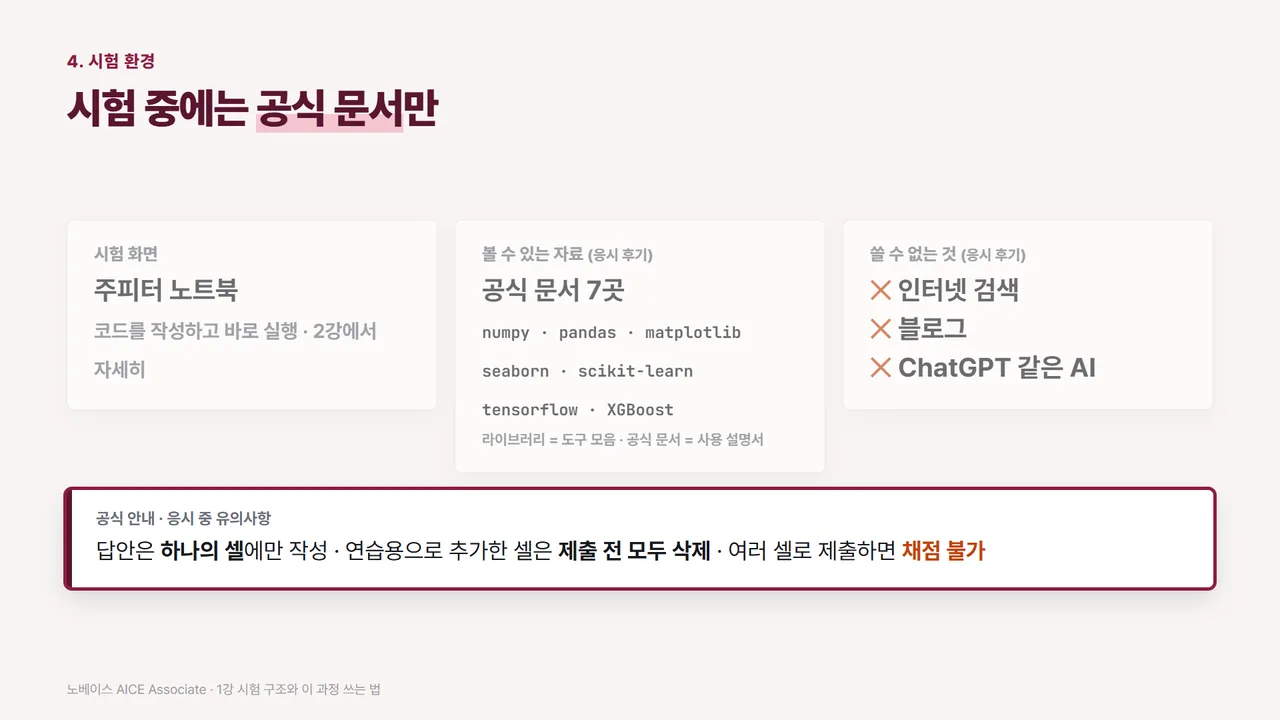 4. 시험 환경
시험 중에는 공식 문서만
시험 화면
주피터 노트북
코드를 작성하고 바로 실행 · 2강에서
자세히
볼 수 있는 자료 (응시 후기)
공식 문서 7곳
numpy · pandas · matplotlib
seaborn · scikit-learn
tensorflow · XGBoost
라이브러리 = 도구 모음 · 공식 문서 = 사용 설명서
쓸 수 없는 것 (응시 후기)
✕ 인터넷 검색
✕ 블로그
✕ ChatGPT 같은 AI
공식 안내 · 응시 중 유의사항
답안은 하나의 셀에만 작성 · 연습용으로 추가한 셀은 제출 전 모두 삭제 · 여러 셀로 제출하면 채점 불가
노베이스 AICE Associate · 1강 시험 구조와 이 과정 쓰는 법